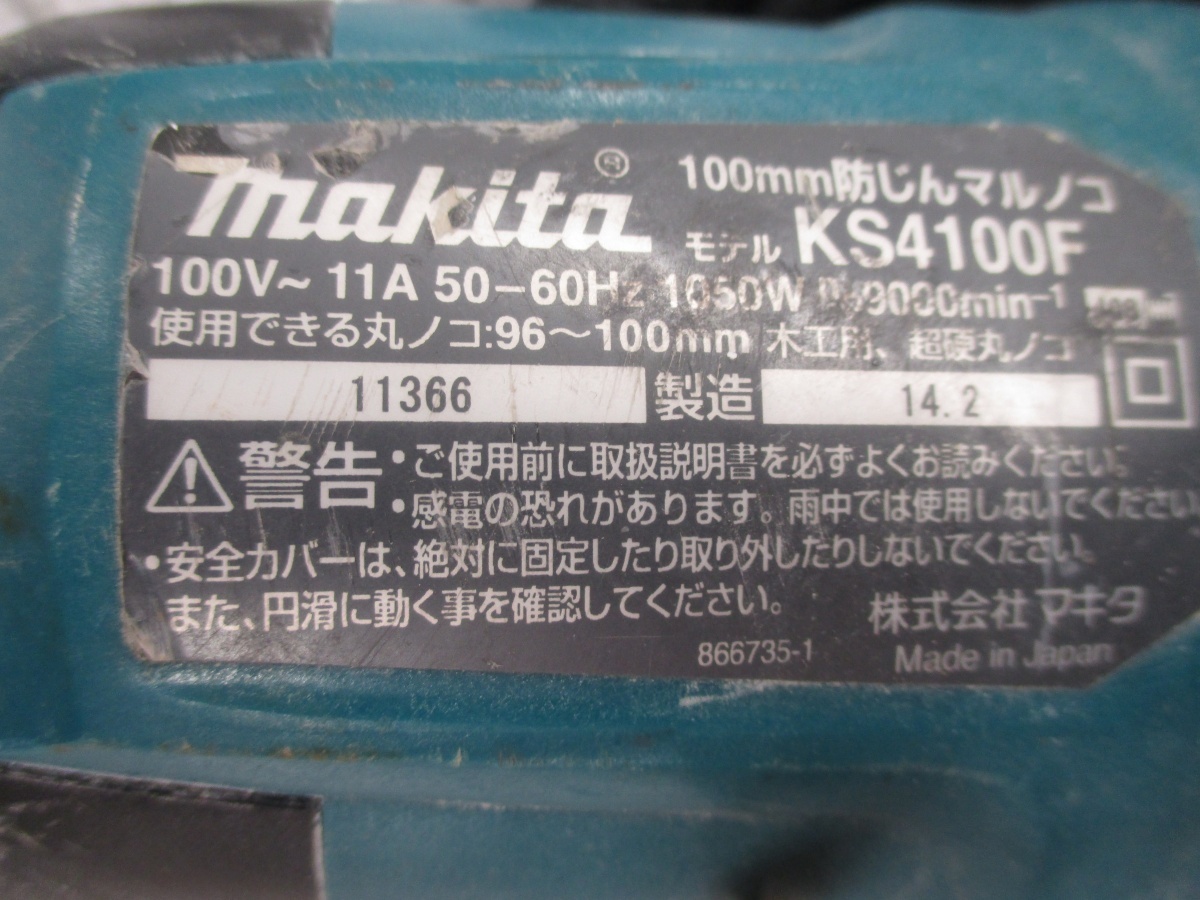 makita®
100mm防じんマルノコ
モデル KS4100F
100V~ 11A 50-60Hz 1050W 9000min-1
使用できる丸ノコ:96~100mm 木工用、超硬丸ノコ
11366 製造 14.2
警告 •ご使用前に取扱説明書を必ずよくお読みください。
•感電の恐れがあります。雨中では使用しないでください
•安全カバーは、絶対に固定したり取り外したりしないでください。
また、円滑に動く事を確認してください。
株式会社マキタ
866735-1 Made in Japan